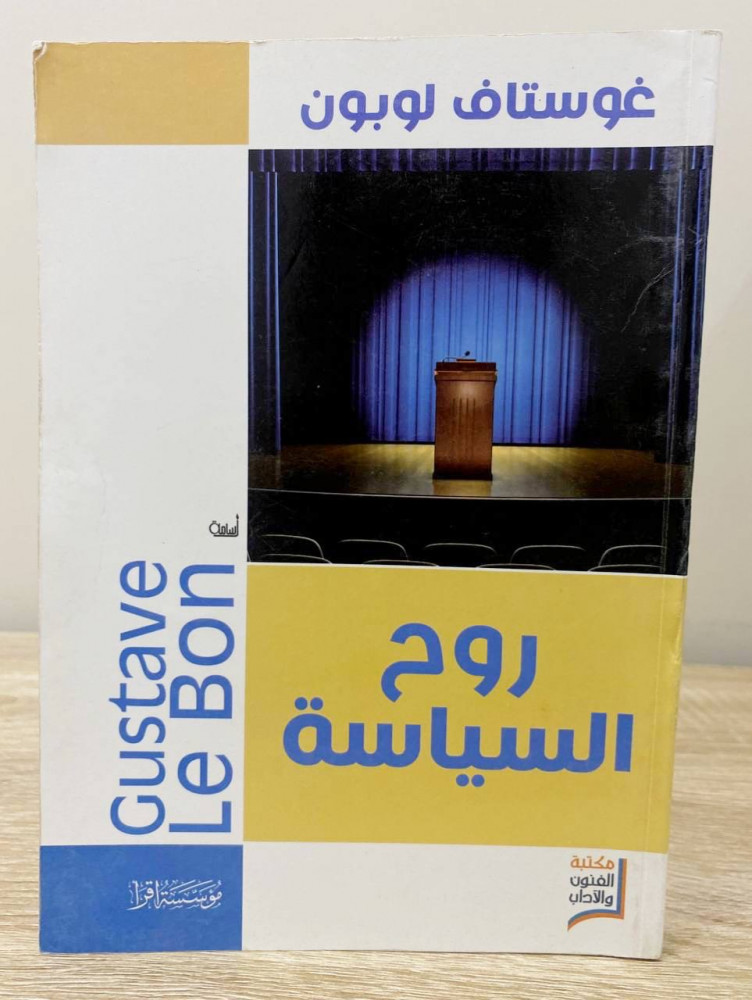 غوستاف لوبون
أسامة
Gustave
Le Bon
روح
السياسة
مؤسسة اقرأ
مكتبة
الفنون
والآداب